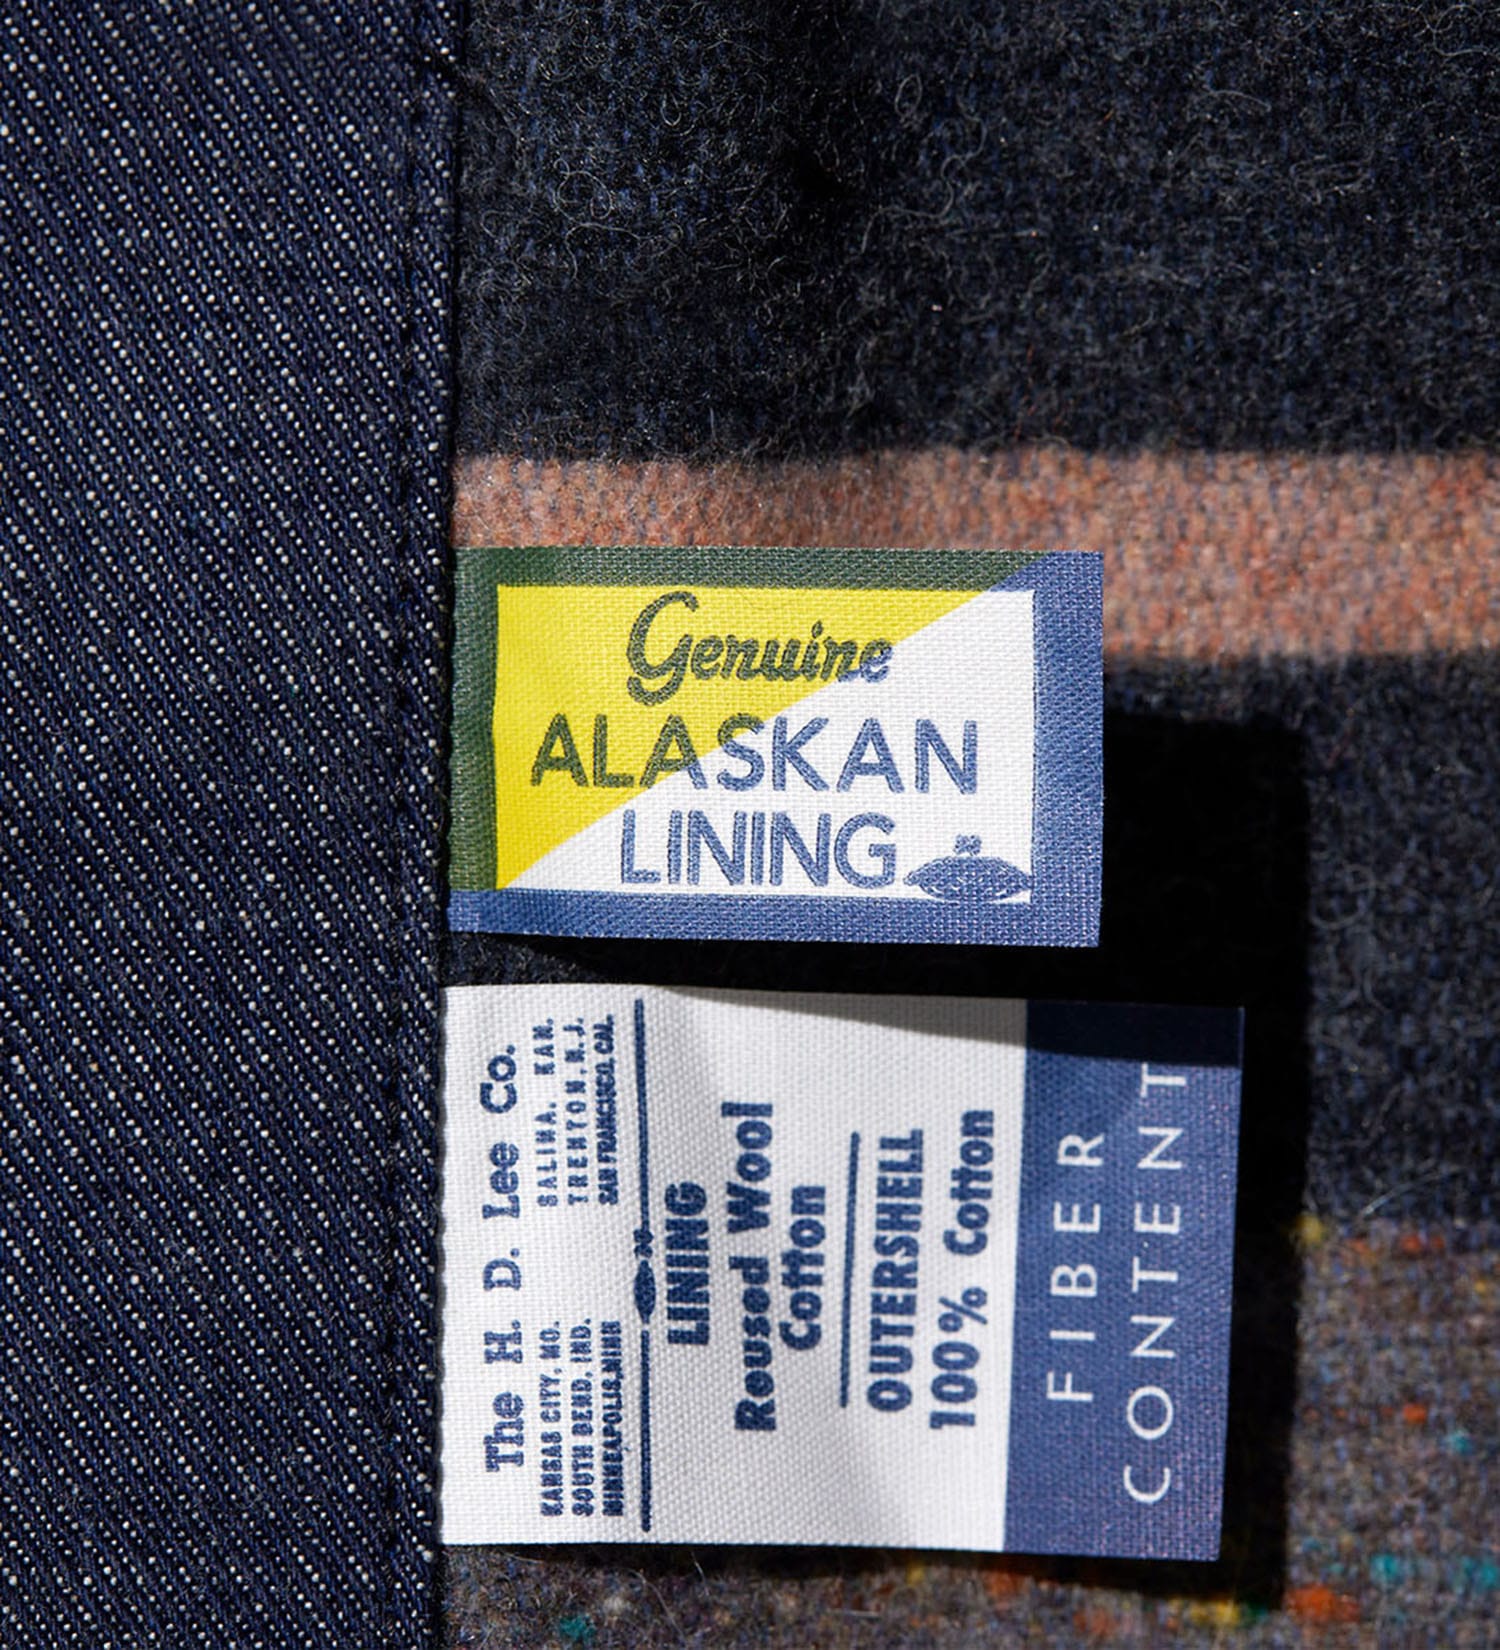 Genuine
ALASKAN
LINING
The H. D. Lee Co.
KANSAS CITY, MO. SALINA, KAN.
SOUTH BEND, IND. TRENTON, N.J.
MINNEAPOLIS, MINN SAN FRANCISCO, CAL.
LINING
Reused Wool
Cotton
OUTERSHELL
100% Cotton
FIBER
CONTENT